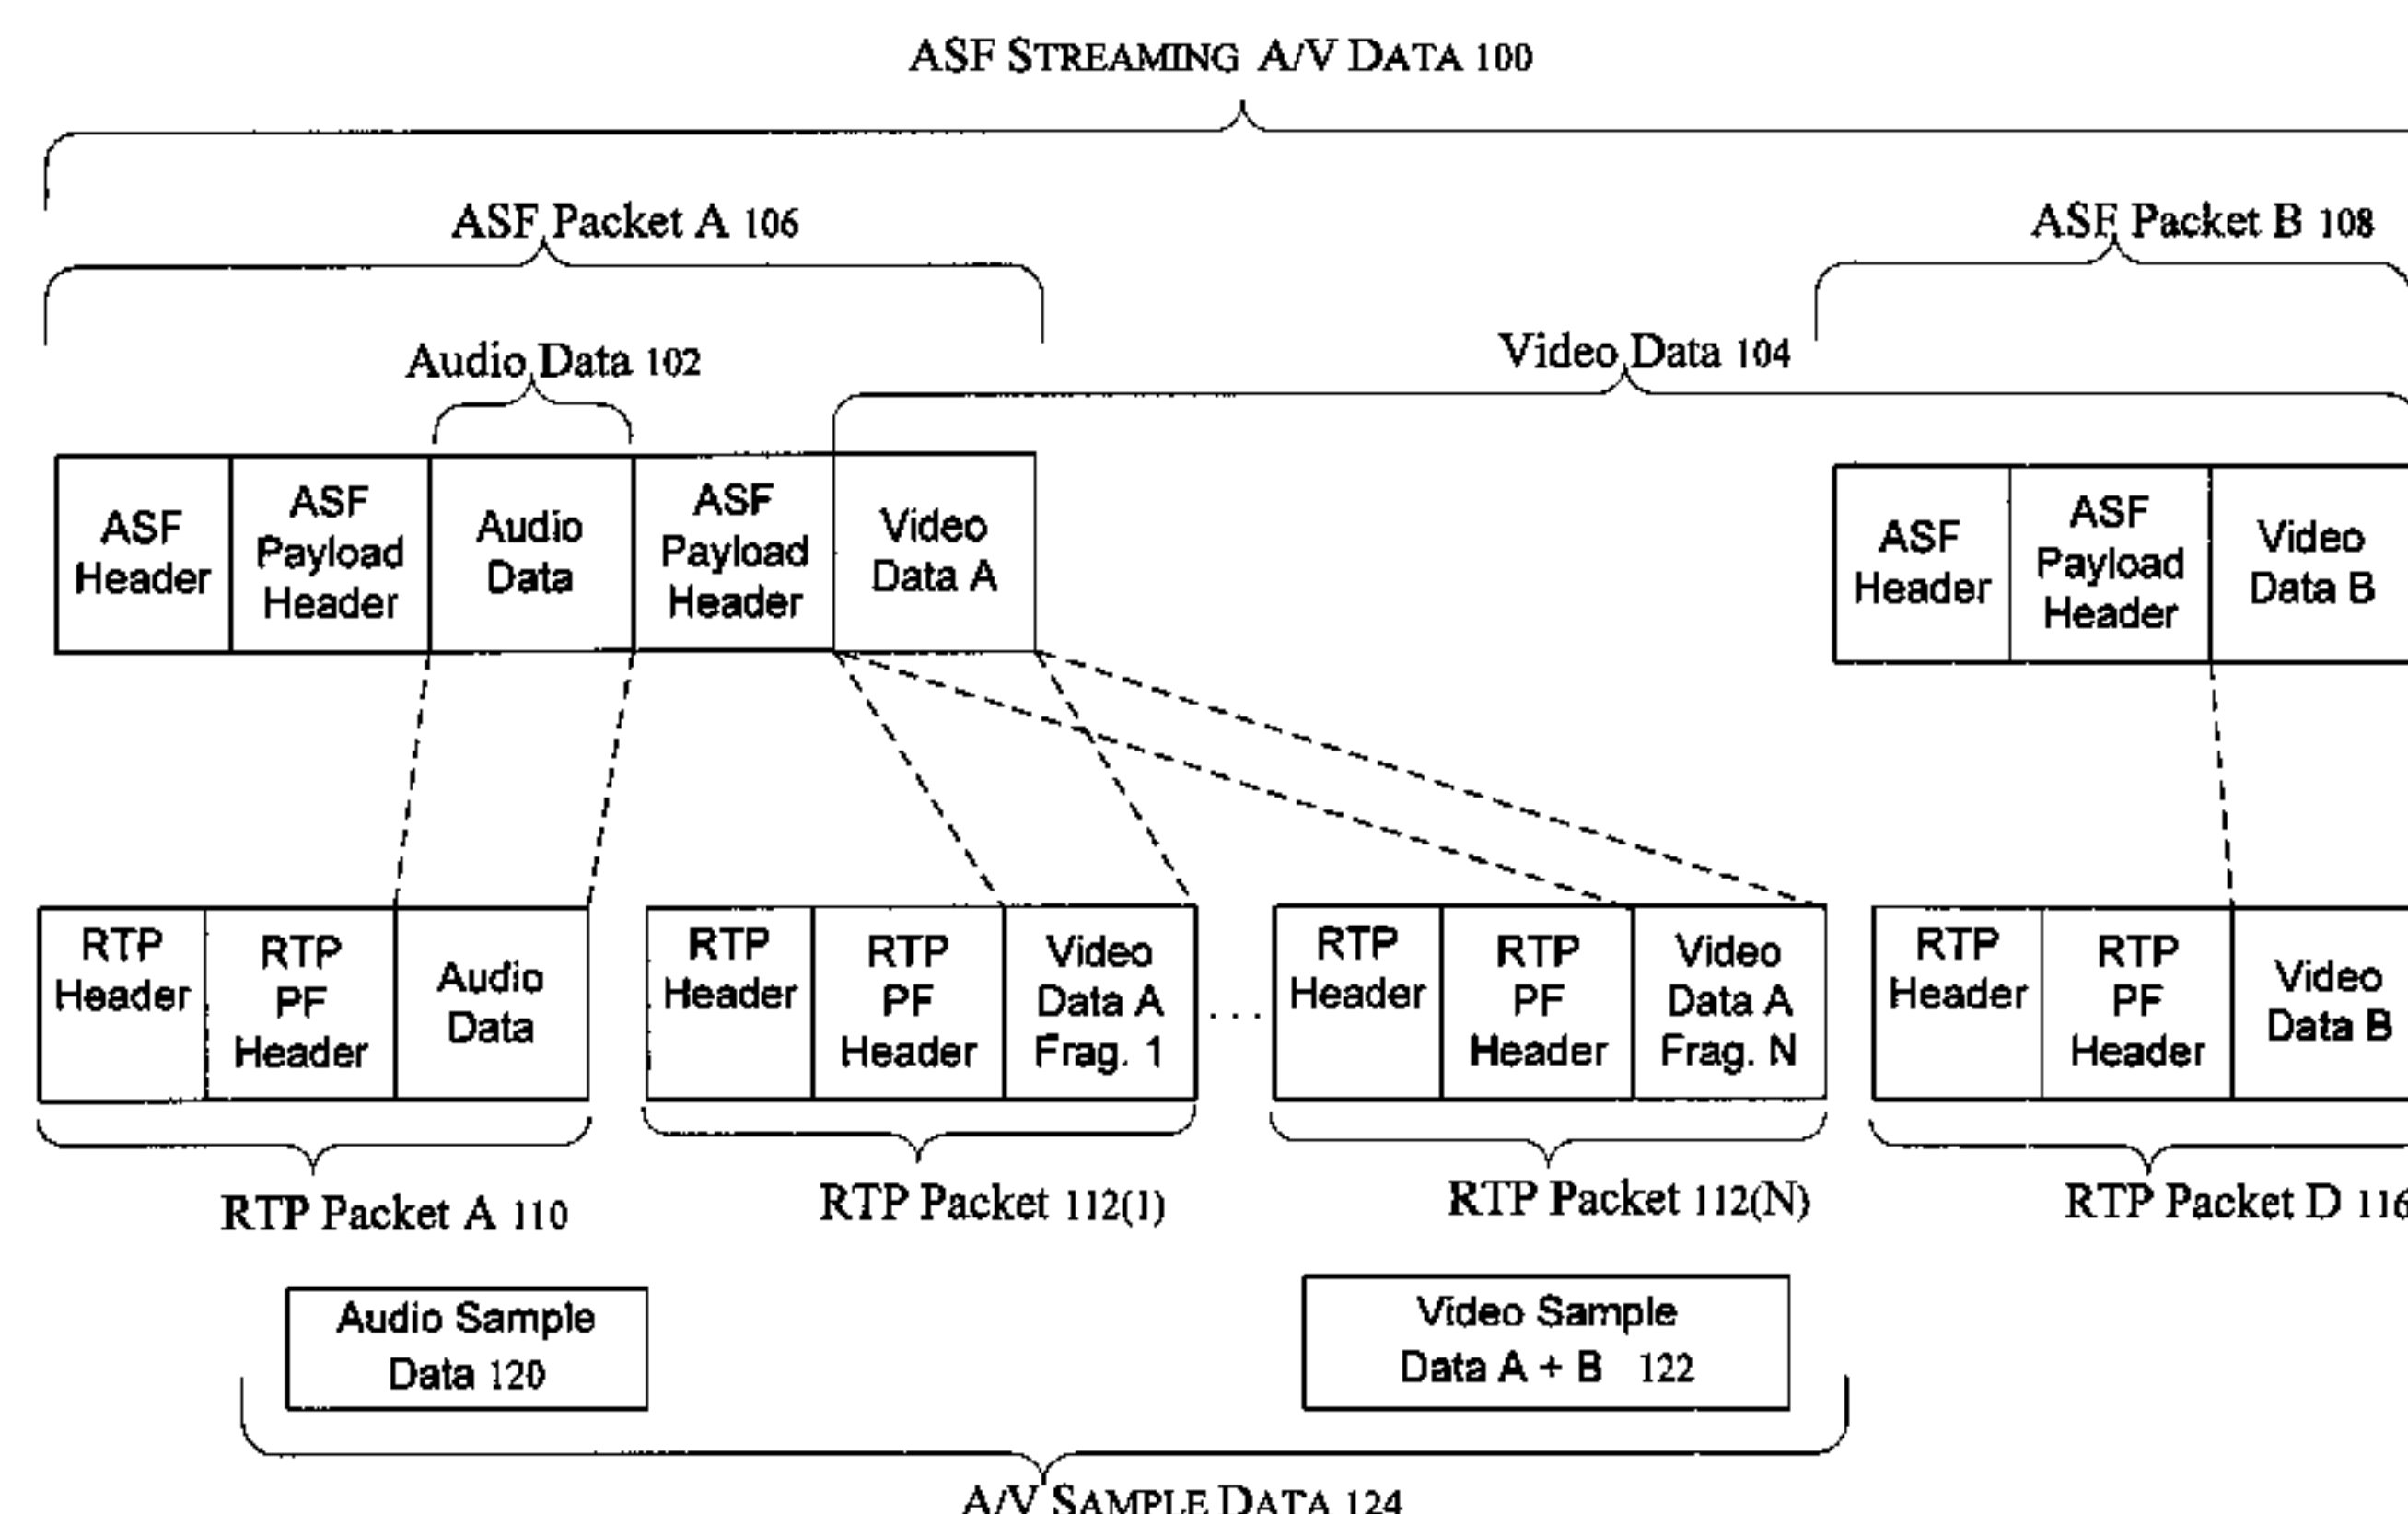 ASF STREAMING A/V DATA 100
ASF Packet A 106
ASF Packet B 108
Audio Data 102
Video Data 104
ASF
Header
ASF
Payload
Header
Audio
Data
ASF
Payload
Header
Video
Data A
ASF
Header
ASF
Payload
Header
Video
Data B
RTP
Header
RTP
PF
Header
Audio
Data
RTP
Header
RTP
PF
Header
Video
Data A
Frag. 1
. . .
RTP
Header
RTP
PF
Header
Video
Data A
Frag. N
RTP
Header
RTP
PF
Header
Video
Data B
RTP Packet A 110
RTP Packet 112(1)
RTP Packet 112(N)
RTP Packet D 116
Audio Sample
Data 120
Video Sample
Data A + B 122
A/V SAMPLE DATA 124